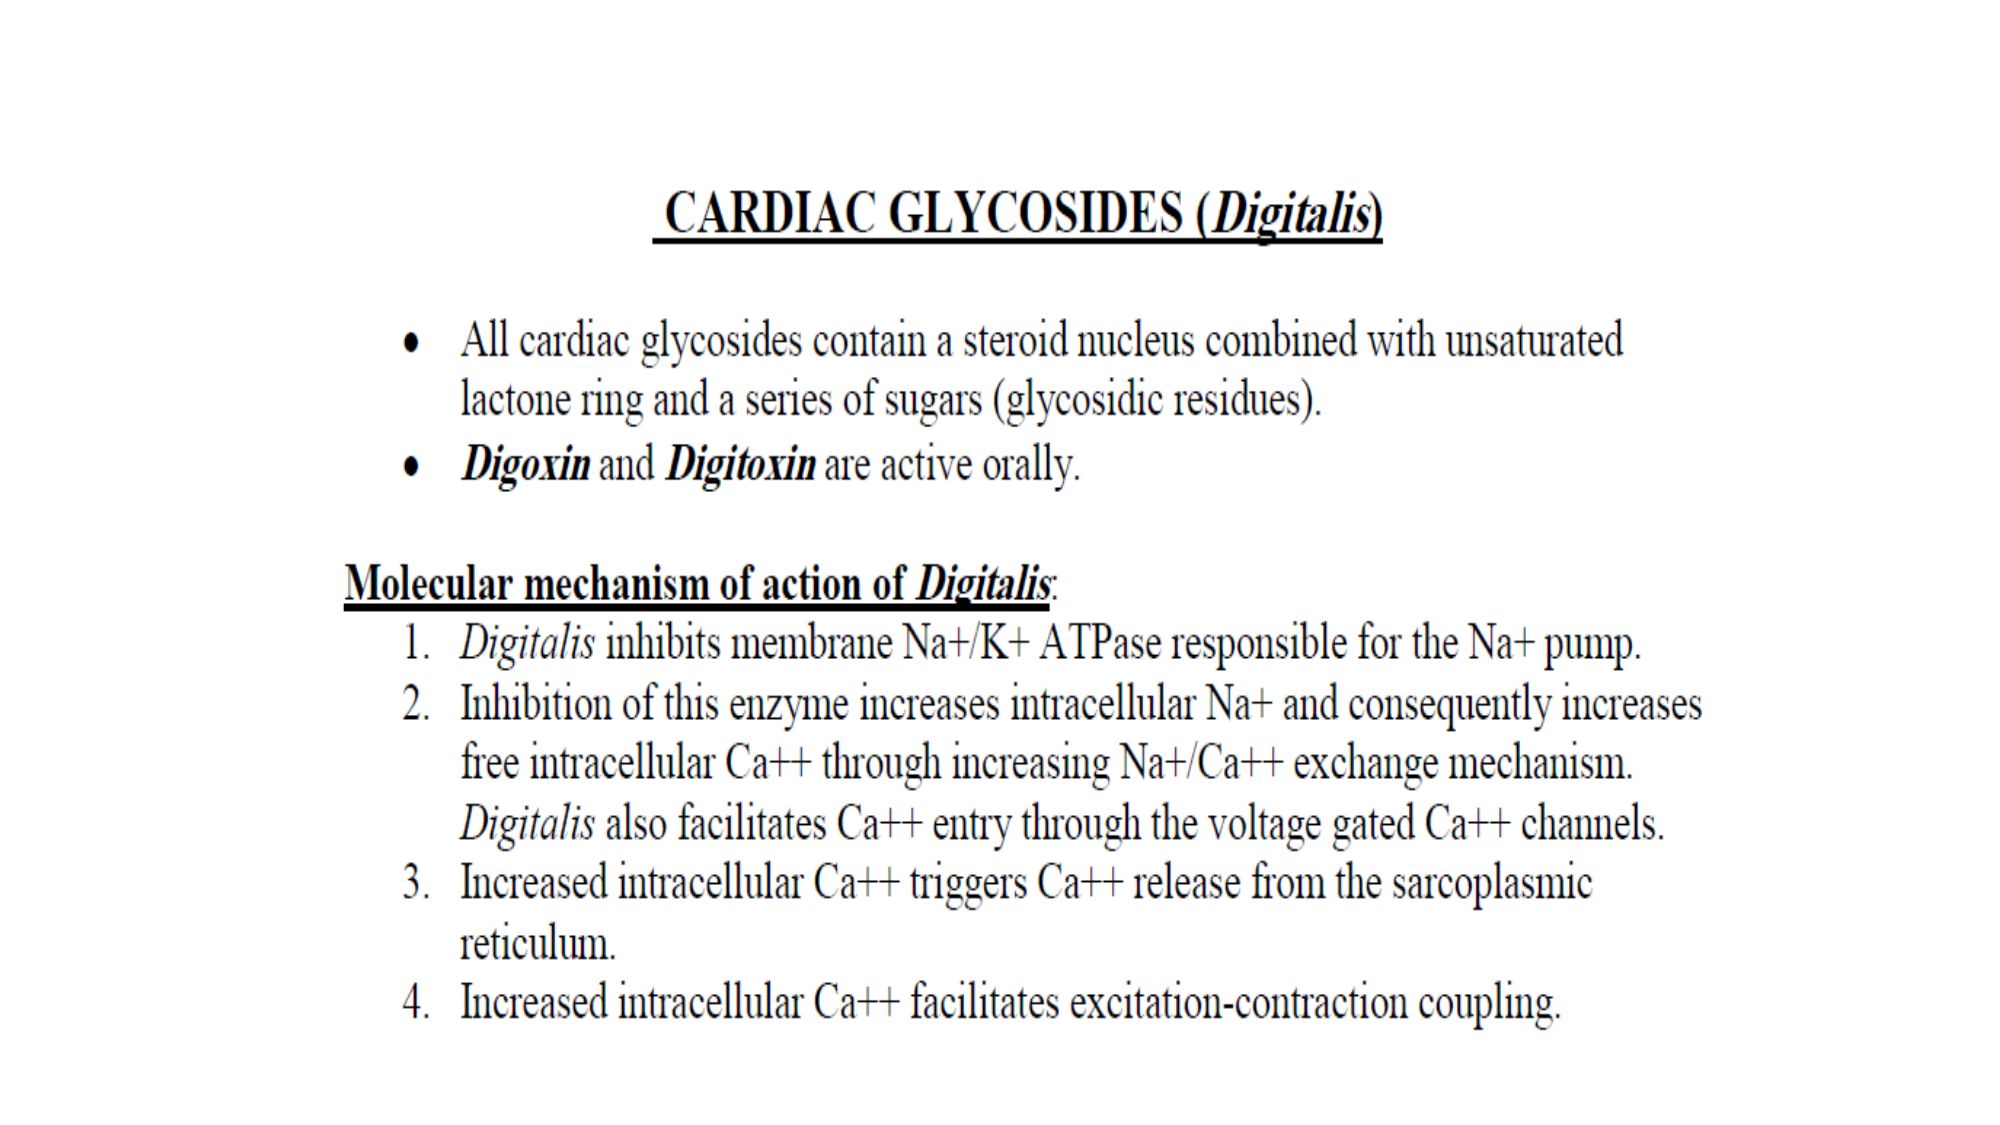 CARDIAC GLYCOSIDES (Digitalis)
• All cardiac glycosides contain a steroid nucleus combined with unsaturated
lactone ring and a series of sugars (glycosidic residues).
• Digoxin and Digitoxin are active orally.
Molecular mechanism of action of Digitalis:
1. Digitalis inhibits membrane Na+/K+ ATPase responsible for the Na+ pump.
2. Inhibition of this enzyme increases intracellular Na+ and consequently increases
free intracellular Ca++ through increasing Na+/Ca++ exchange mechanism.
Digitalis also facilitates Ca++ entry through the voltage gated Ca++ channels.
3. Increased intracellular Ca++ triggers Ca++ release from the sarcoplasmic
reticulum.
4. Increased intracellular Ca++ facilitates excitation-contraction coupling.